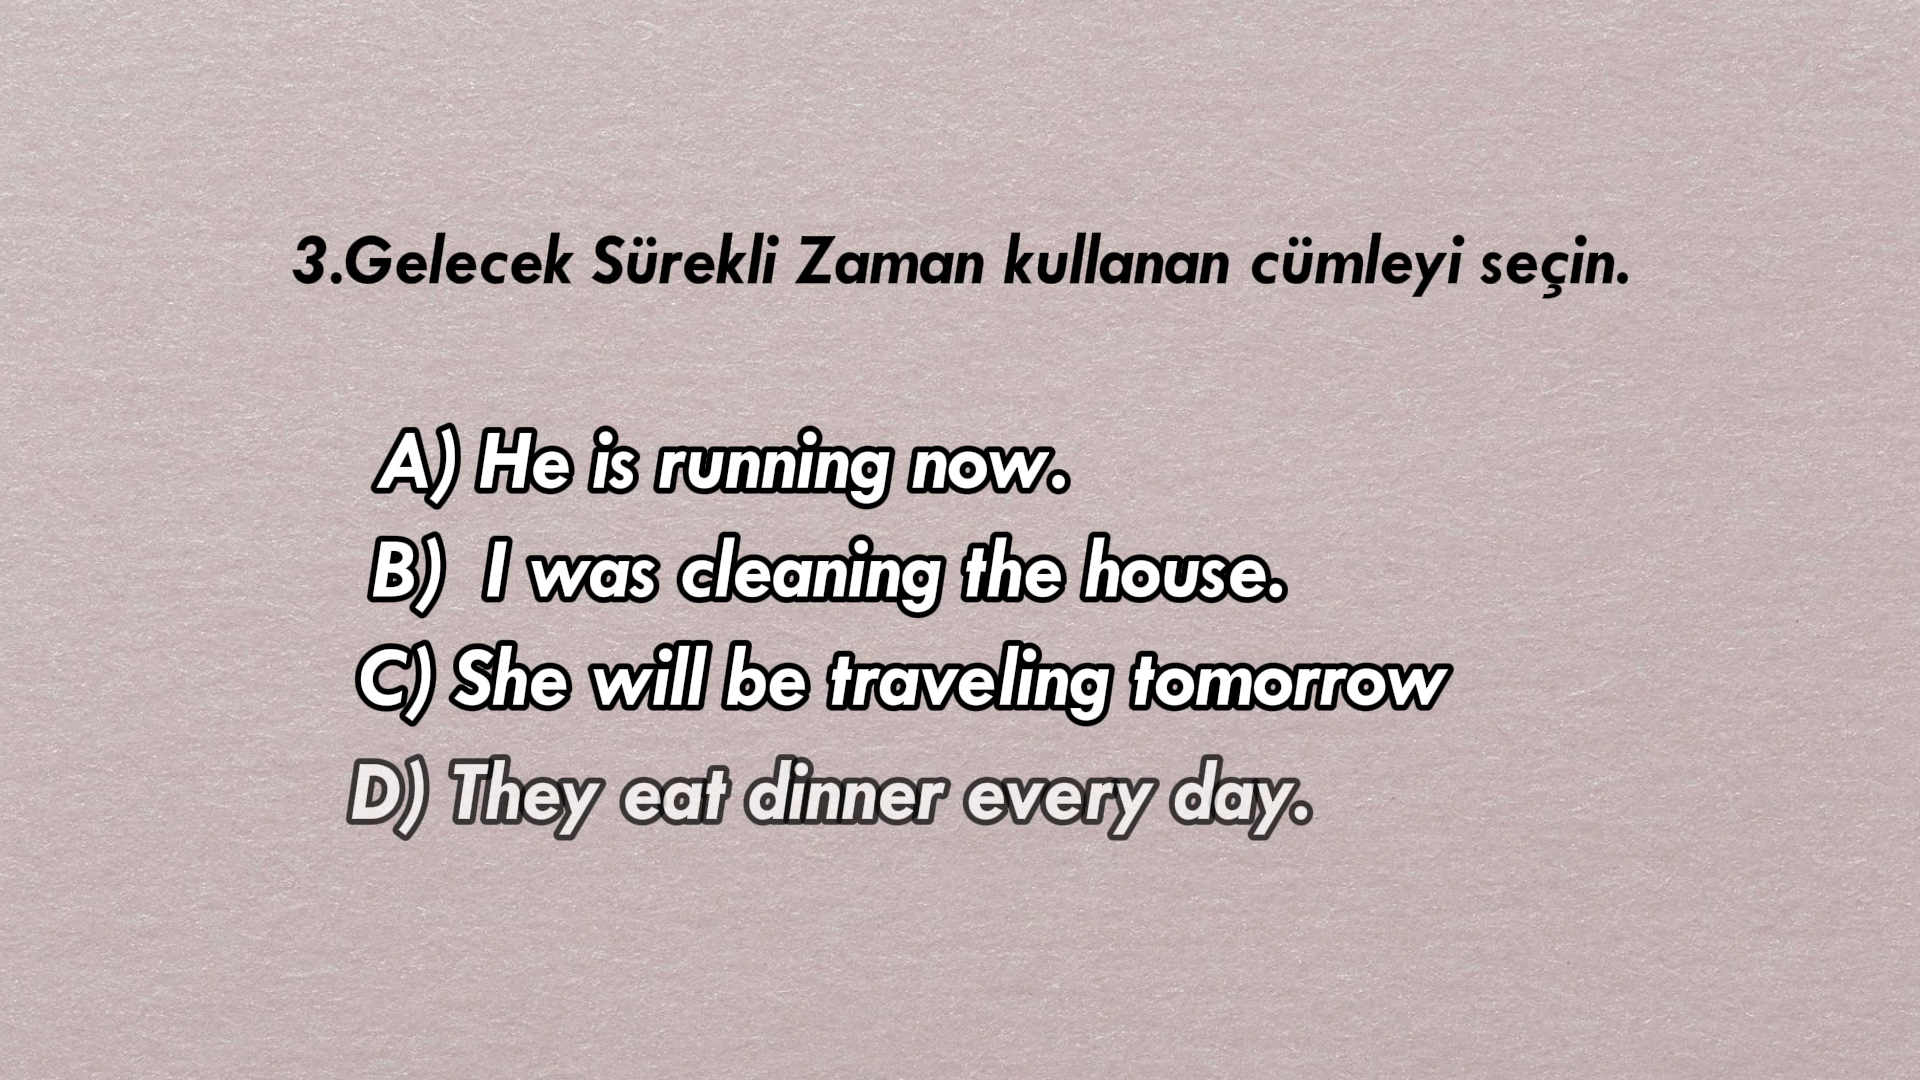 3.Gelecek Sürekli Zaman kullanan cümleyi seçin.
A) He is running now.
B) I was cleaning the house.
C) She will be traveling tomorrow
D) They eat dinner every day.